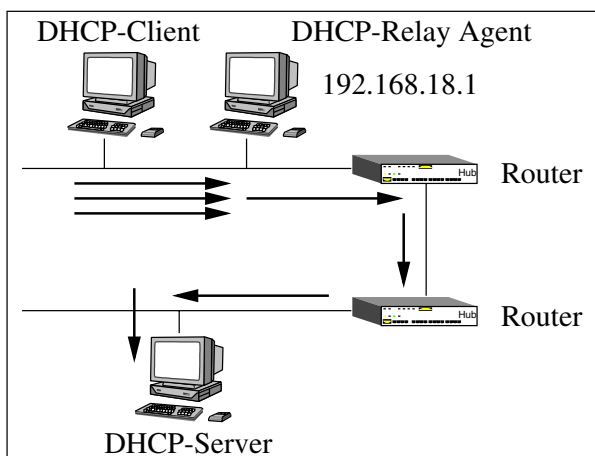 DHCP-Client
DHCP-Relay Agent
192.168.18.1
Hub
Router
Hub
Router
DHCP-Server